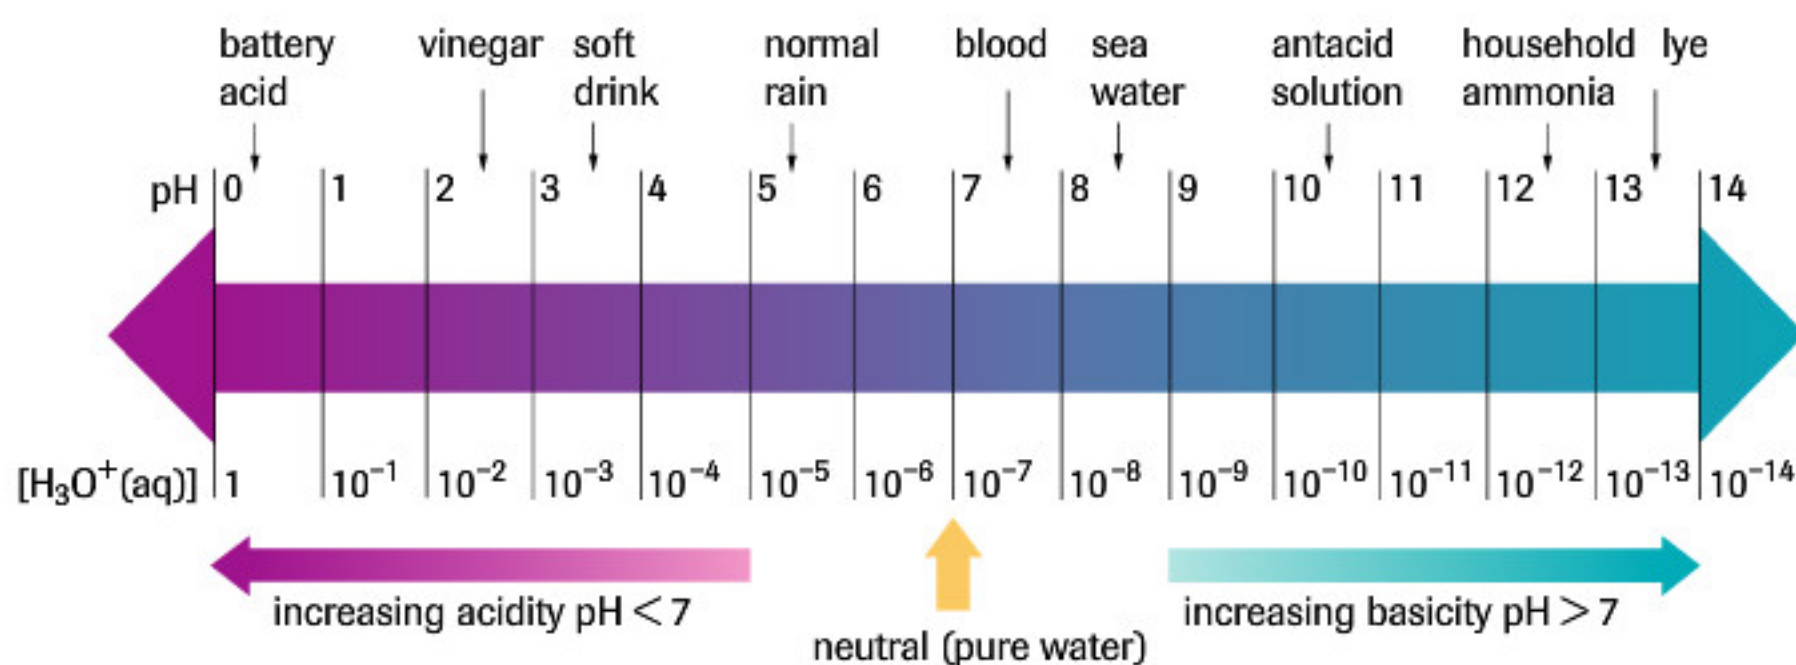 battery vinegar soft normal blood sea antacid household lye
acid drink rain water solution ammonia
pH 0 1 2 3 4 5 6 7 8 9 10 11 12 13 14
[H₃O⁺(aq)] 1 10⁻¹ 10⁻² 10⁻³ 10⁻⁴ 10⁻⁵ 10⁻⁶ 10⁻⁷ 10⁻⁸ 10⁻⁹ 10⁻¹⁰ 10⁻¹¹ 10⁻¹² 10⁻¹³ 10⁻¹⁴
increasing acidity pH < 7 increasing basicity pH > 7
neutral (pure water)